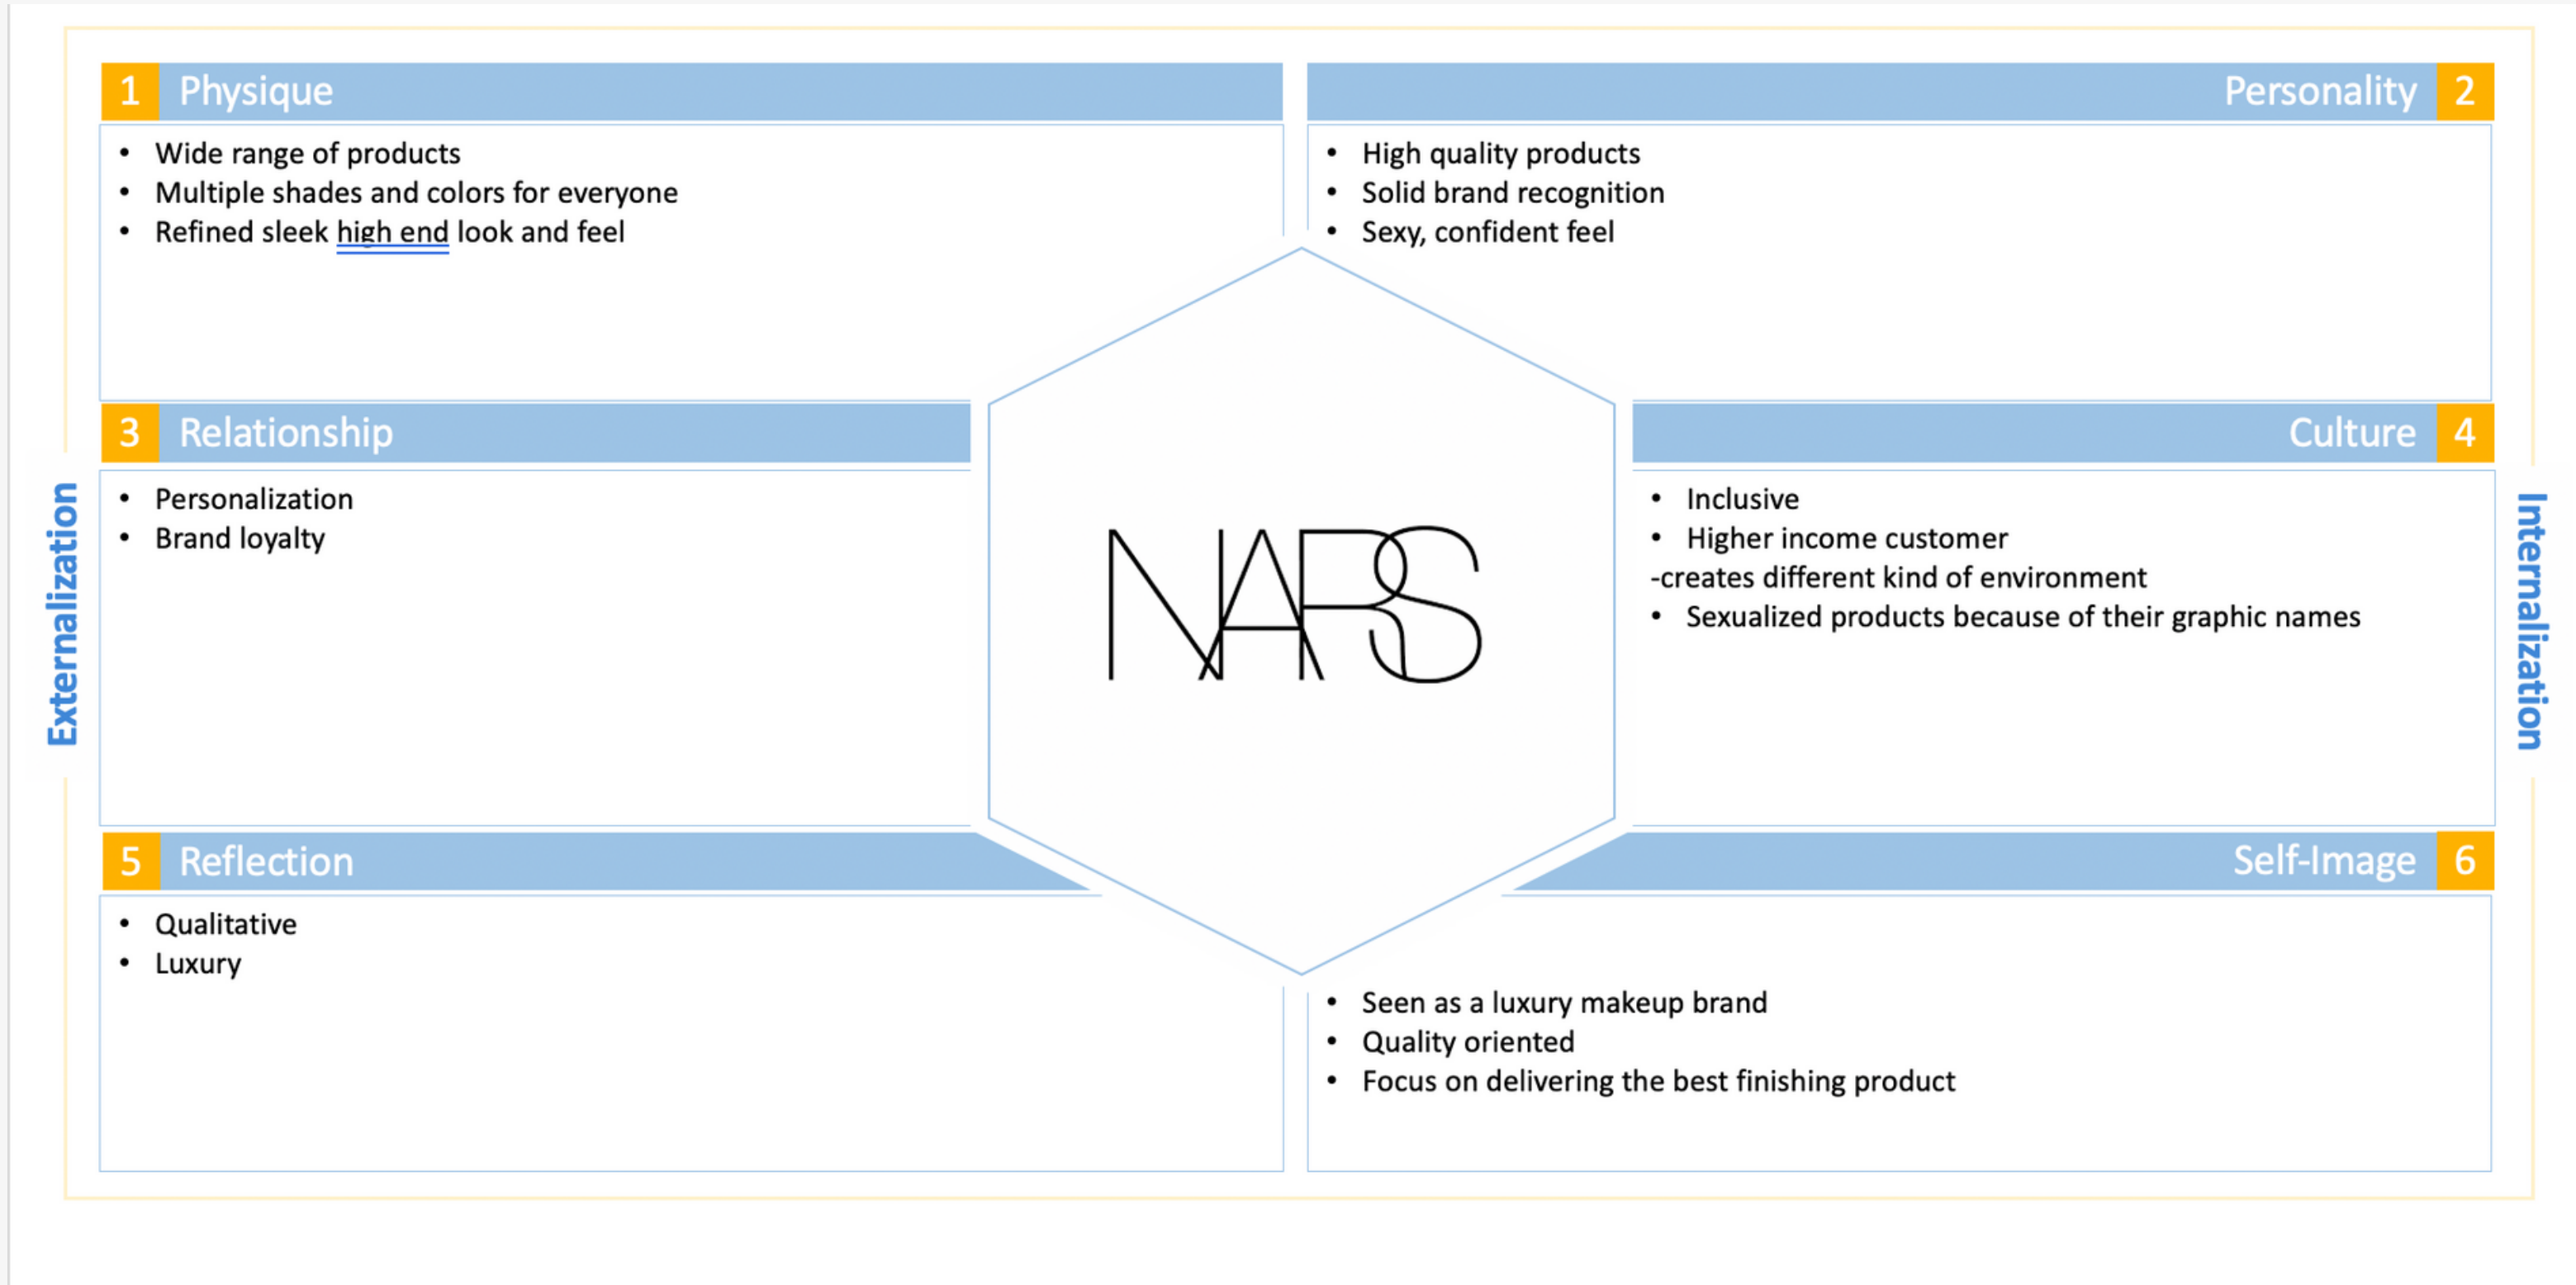 1 Physique
• Wide range of products
• Multiple shades and colors for everyone
• Refined sleek high end look and feel
Personality 2
• High quality products
• Solid brand recognition
• Sexy, confident feel
3 Relationship
• Personalization
• Brand loyalty
NARS
Culture 4
• Inclusive
• Higher income customer
-creates different kind of environment
• Sexualized products because of their graphic names
Externalization
Internalization
5 Reflection
• Qualitative
• Luxury
Self-Image 6
• Seen as a luxury makeup brand
• Quality oriented
• Focus on delivering the best finishing product